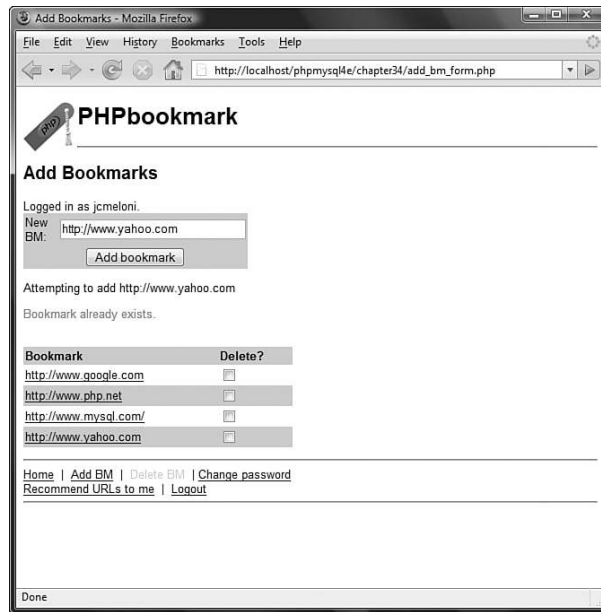 Add Bookmarks - Mozilla Firefox
File Edit View History Bookmarks Tools Help
http://localhost/phpmysql4e/chapter34/add_bm_form.php
php
PHPbookmark
Add Bookmarks
Logged in as jcmeloni.
New BM: http://www.yahoo.com
Add bookmark
Attempting to add http://www.yahoo.com
Bookmark already exists.
Bookmark Delete?
http://www.google.com
http://www.php.net
http://www.mysql.com/
http://www.yahoo.com
Home | Add BM | Delete BM | Change password
Recommend URLs to me | Logout
Done